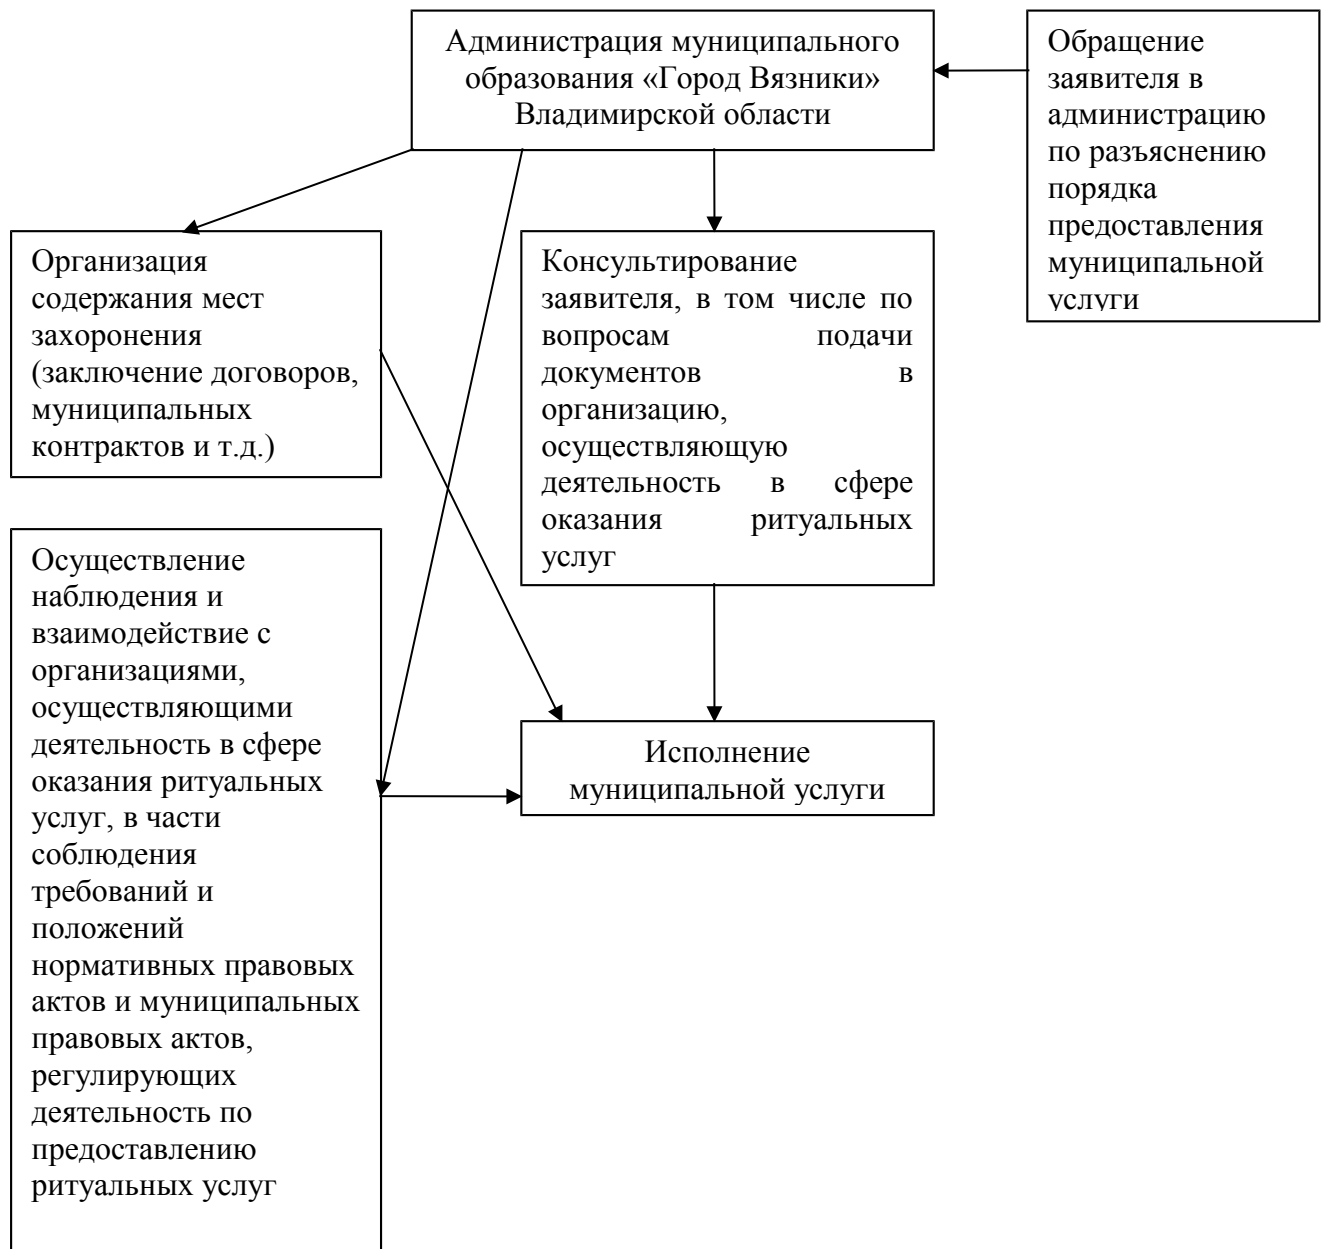 Администрация муниципального
образования «Город Вязники»
Владимирской области
Обращение
заявителя в
администрацию
по разъяснению
порядка
предоставления
муниципальной
услуги
Организация
содержания мест
захоронения
(заключение договоров,
муниципальных
контрактов и т.д.)
Консультирование
заявителя, в том числе по
вопросам подачи
документов в
организацию,
осуществляющую
деятельность в сфере
оказания ритуальных
услуг
Осуществление
наблюдения и
взаимодействие с
организациями,
осуществляющими
деятельность в сфере
оказания ритуальных
услуг, в части
соблюдения
требований и
положений
нормативных правовых
актов и муниципальных
правовых актов,
регулирующих
деятельность по
предоставлению
ритуальных услуг
Исполнение
муниципальной услуги